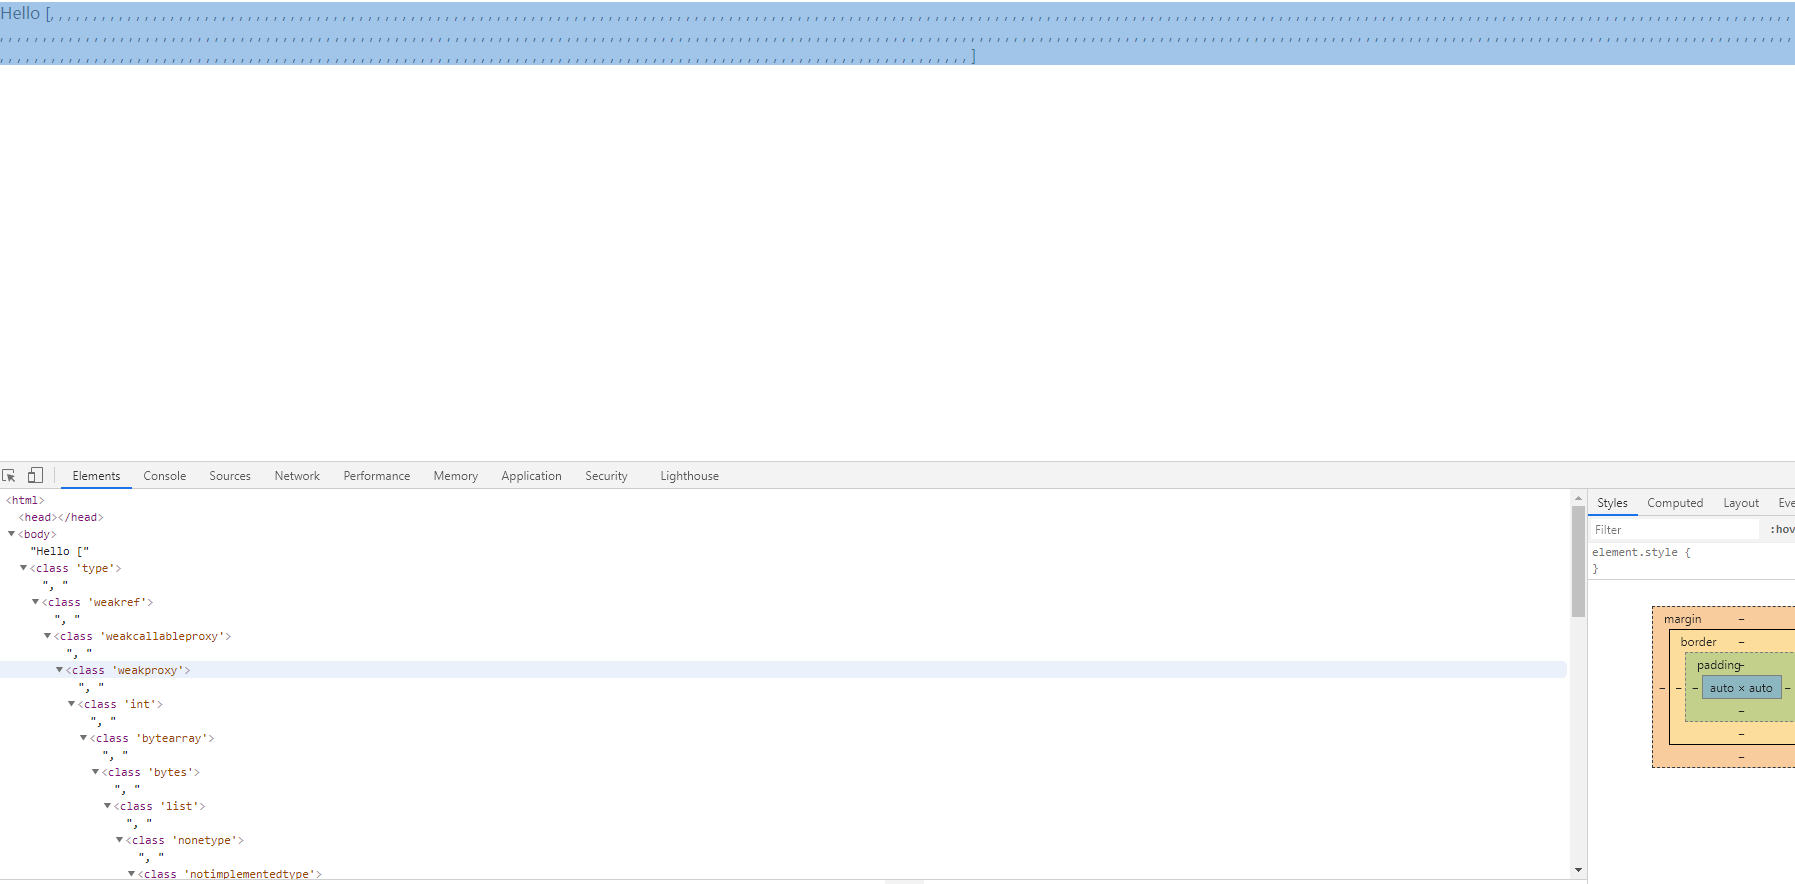 Hello [, , , , , , , , , , , , , , , , , , , , , , , , , , , , , , , , , , , , , , , , , , , , , , , , , , , , , , , , , , , , , , , , , , , , , , , , , , , , , , , , , , , , , , , , , , , , , , , , , , , ,
, , , , , , , , , , , , , , , , , , , , , , , , , , , , , , , , , , , , , , , , , , , , , , , , , , , , , , , , , , , , , , , , , , , , , , , , , , , , , , , , , , , , , , , , , , , , , , , , , , , ,
, , , , , , , , , , , , , , , , , , , , , , , , , , , , , , , , , , , , , , , , , , , , , , , , , , , , , , , , , , ]
Elements Console Sources Network Performance Memory Application Security Lighthouse
<html>
<head></head>
<body>
"Hello ["
<class 'type'>
", "
<class 'weakref'>
", "
<class 'weakcallableproxy'>
", "
<class 'weakproxy'>
", "
<class 'int'>
", "
<class 'bytearray'>
", "
<class 'bytes'>
", "
<class 'list'>
", "
<class 'nonetype'>
", "
<class 'notimplementedtype'>
Styles Computed Layout Eve
Filter :hov
element.style {
}
margin –
border –
padding –
– – – auto × auto –
–
–
–